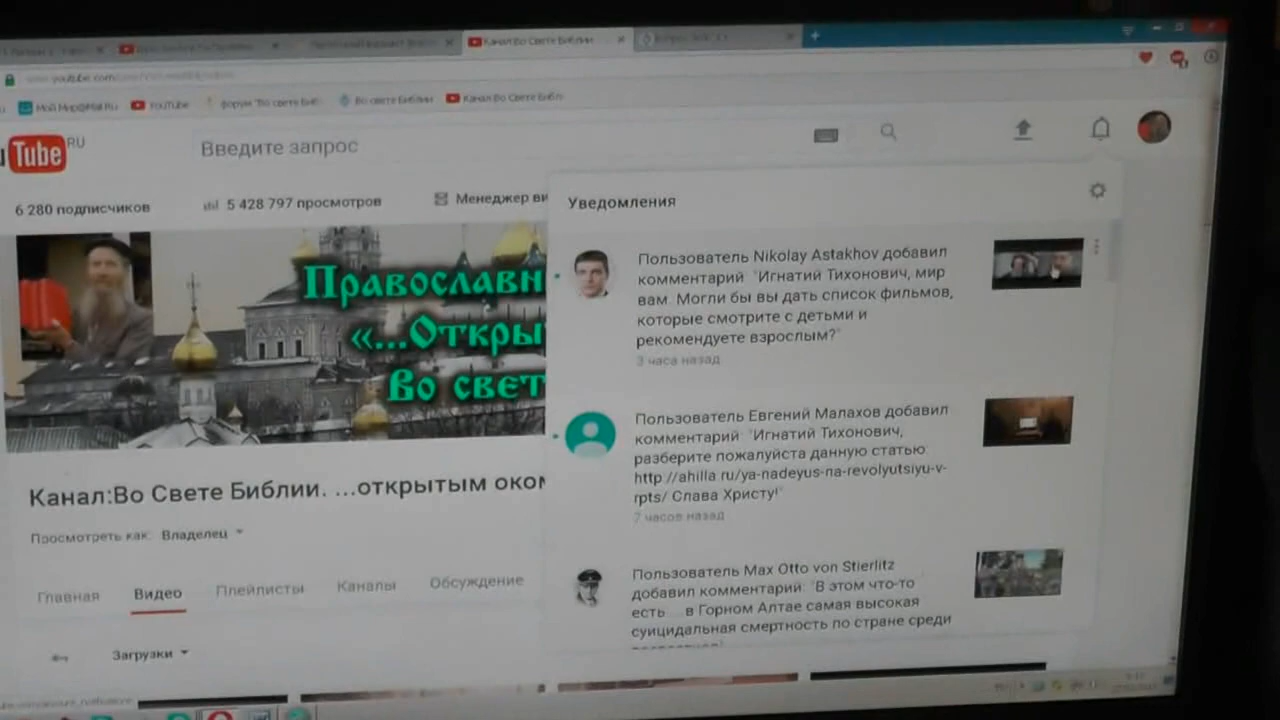 Канал:Во Свете Библии
youtube.com
Мой Мир@Mail.Ru
YouTube
форум "Во свете Биб
Во свете Библии
Канал Во Свете Библ
Tube RU
Введите запрос
6 280 подписчиков
5 428 797 просмотров
Менеджер ви
Уведомления
Православн
«...Откры
Во свет
Пользователь Nikolay Astakhov добавил
комментарий: "Игнатий Тихонович, мир
вам. Могли бы вы дать список фильмов,
которые смотрите с детьми и
рекомендуете взрослым?"
3 часа назад
Пользователь Евгений Малахов добавил
комментарий: "Игнатий Тихонович,
разберите пожалуйста данную статью
http://ahilla.ru/ya-nadeyus-na-revolyutsiyu-v-
rpts/ Слава Христу!"
7 часов назад
Пользователь Max Otto von Stierlitz
добавил комментарий: "В этом что-то
есть ... в Горном Алтае самая высокая
суицидальная смертность по стране среди
Канал:Во Свете Библии. ...открытым око
Просмотреть как: Владелец
Главная
Видео
Плейлисты
Каналы
Обсуждение
Загрузки